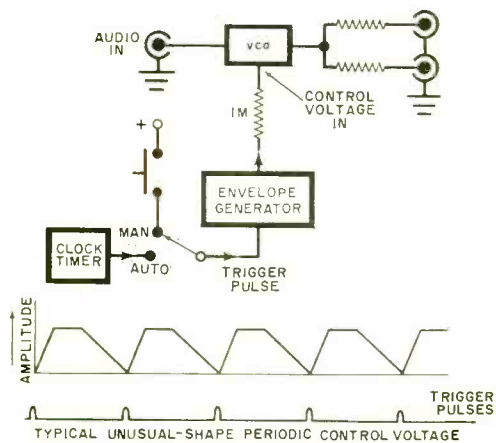 AUDIO
IN
vca
CONTROL
VOLTAGE
IN
1M
+
ENVELOPE
GENERATOR
MAN
CLOCK
TIMER
AUTO
TRIGGER
PULSE
AMPLITUDE
TRIGGER
PULSES
TYPICAL UNUSUAL-SHAPE PERIODIC CONTROL VOLTAGE